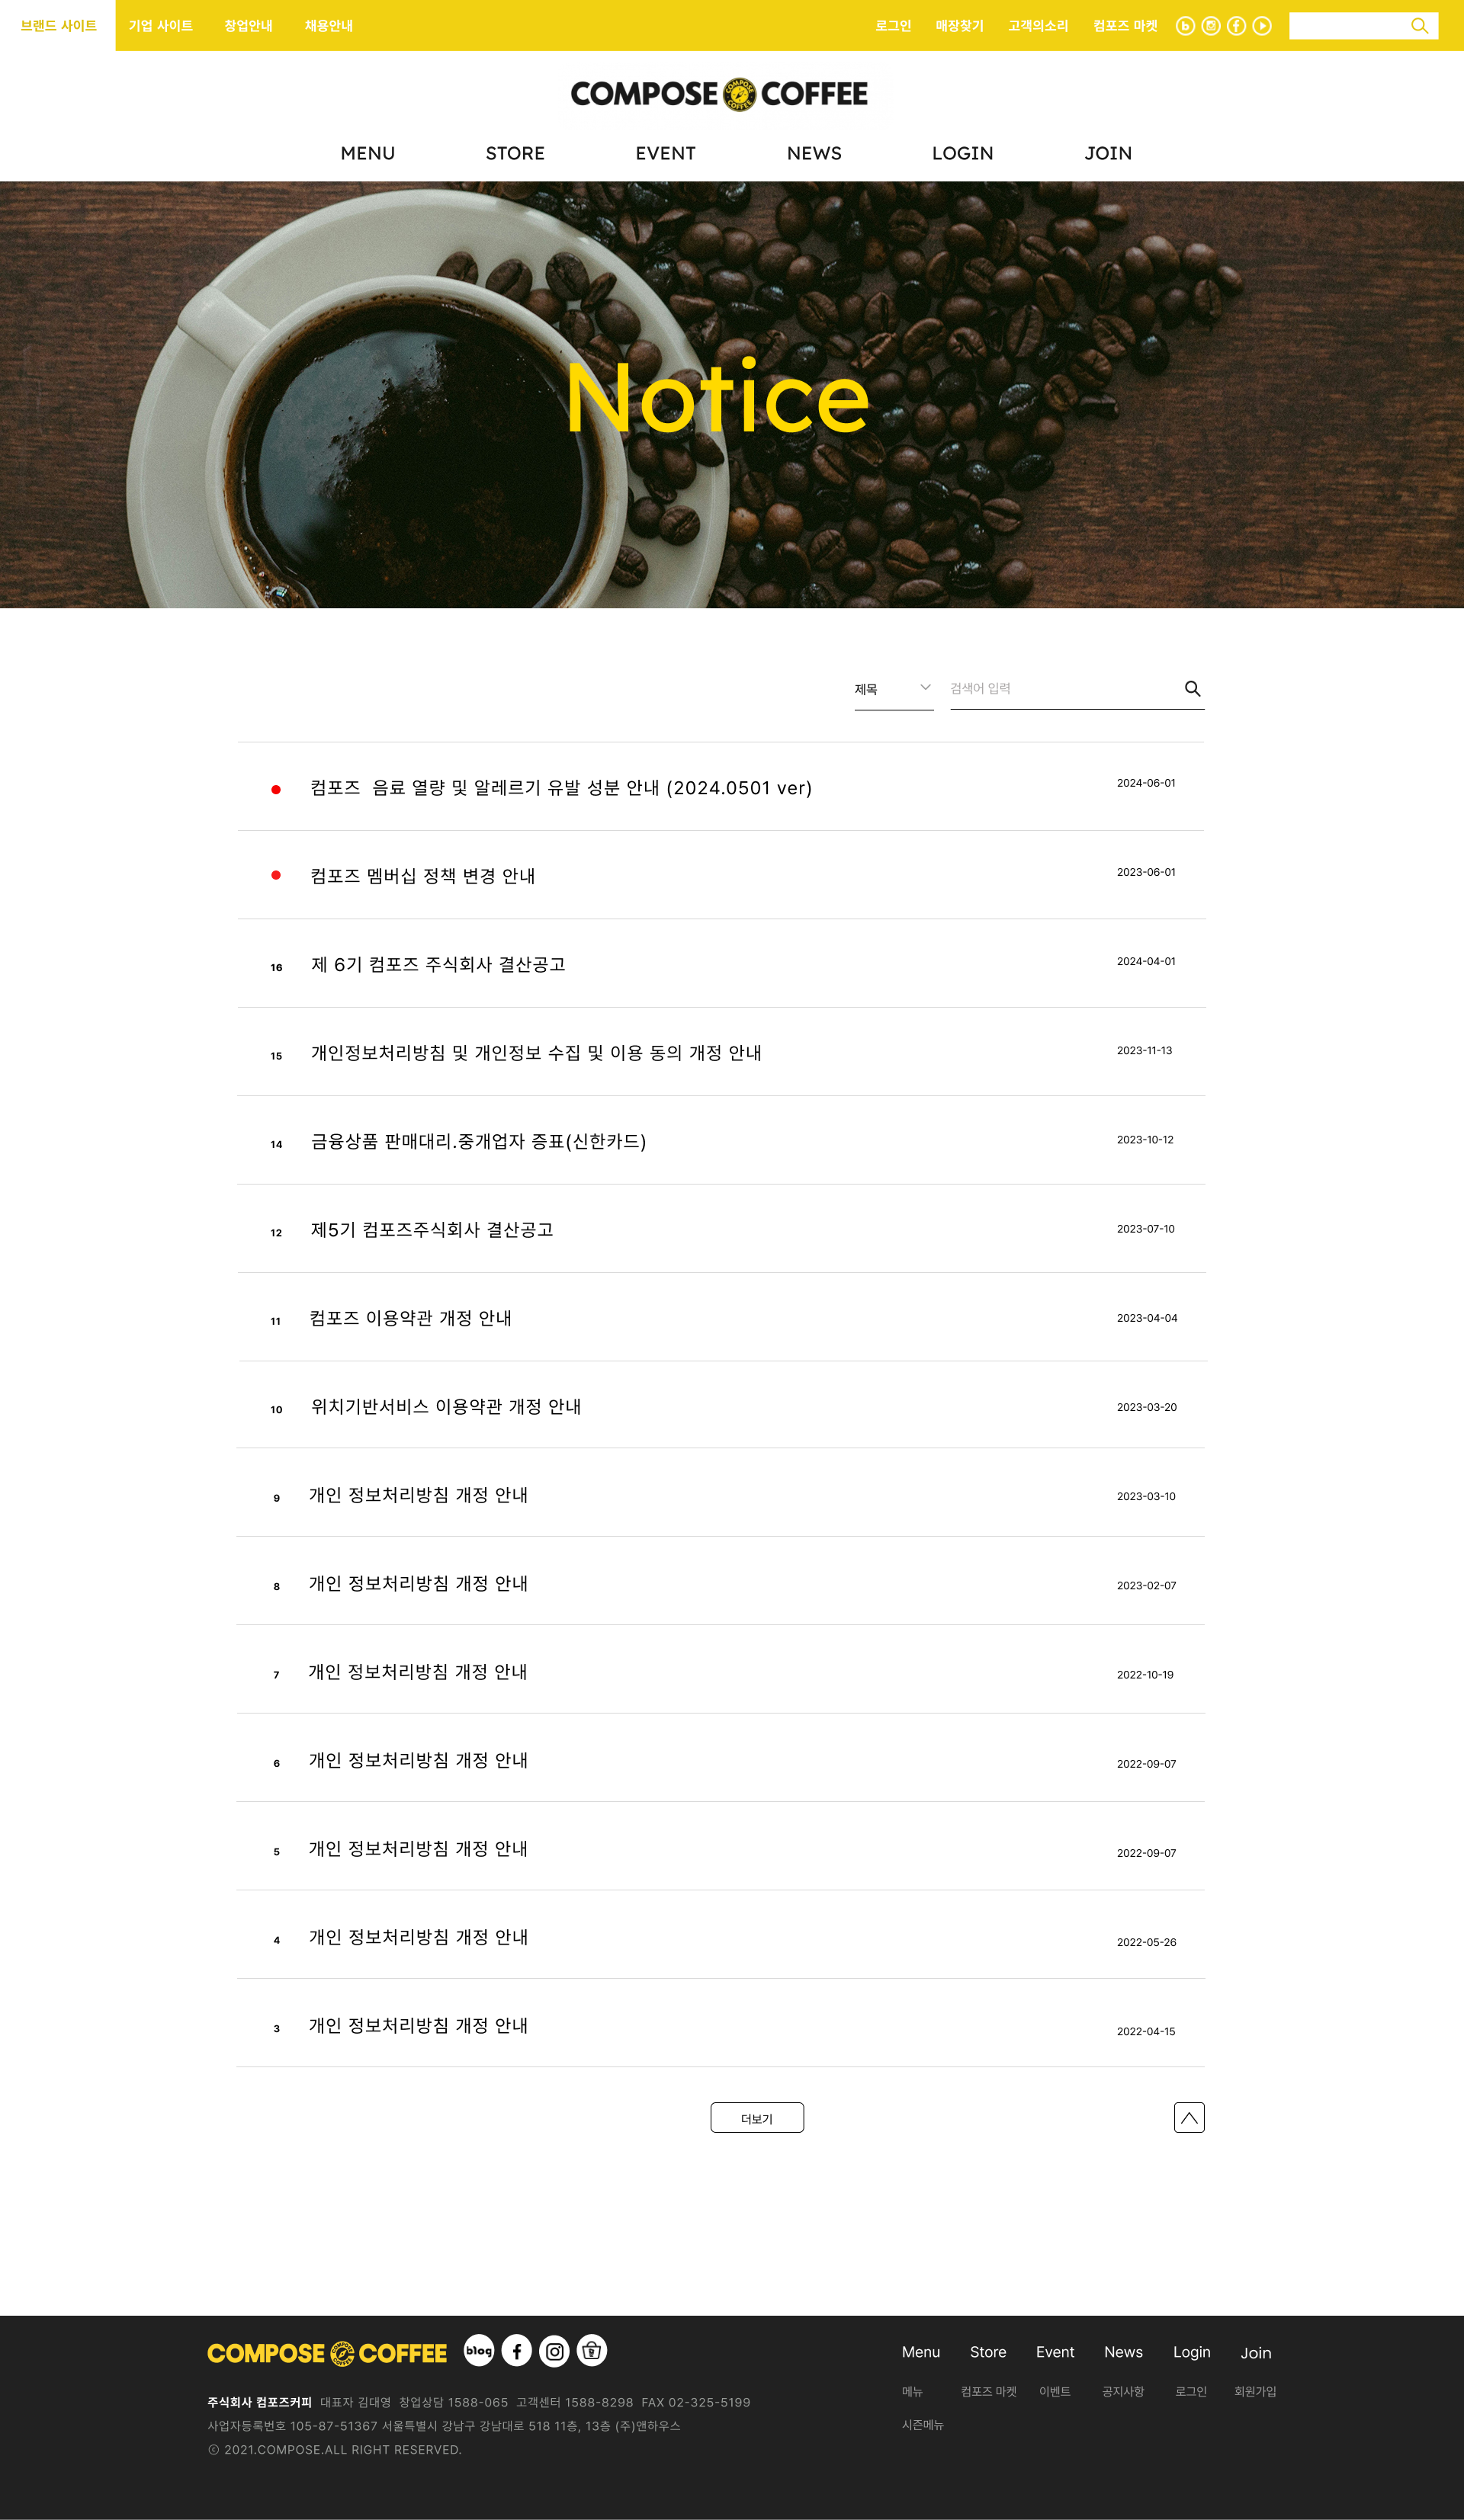 브랜드 사이트 기업 사이트 창업안내 채용안내 로그인 매장찾기 고객의소리 컴포즈 마켓
COMPOSE COMPOSE COFFEE COFFEE
MENU STORE EVENT NEWS LOGIN JOIN
Notice
제목 검색어 입력
컴포즈 음료 열량 및 알레르기 유발 성분 안내 (2024.0501 ver) 2024-06-01
컴포즈 멤버십 정책 변경 안내 2023-06-01
16 제 6기 컴포즈 주식회사 결산공고 2024-04-01
15 개인정보처리방침 및 개인정보 수집 및 이용 동의 개정 안내 2023-11-13
14 금융상품 판매대리.중개업자 증표(신한카드) 2023-10-12
12 제5기 컴포즈주식회사 결산공고 2023-07-10
11 컴포즈 이용약관 개정 안내 2023-04-04
10 위치기반서비스 이용약관 개정 안내 2023-03-20
9 개인 정보처리방침 개정 안내 2023-03-10
8 개인 정보처리방침 개정 안내 2023-02-07
7 개인 정보처리방침 개정 안내 2022-10-19
6 개인 정보처리방침 개정 안내 2022-09-07
5 개인 정보처리방침 개정 안내 2022-09-07
4 개인 정보처리방침 개정 안내 2022-05-26
3 개인 정보처리방침 개정 안내 2022-04-15
더보기
COMPOSE COMPOSE COFFEE COFFEE blog
Menu Store Event News Login Join
메뉴 컴포즈 마켓 이벤트 공지사항 로그인 회원가입
시즌메뉴
주식회사 컴포즈커피 대표자 김대영 창업상담 1588-065 고객센터 1588-8298 FAX 02-325-5199
사업자등록번호 105-87-51367 서울특별시 강남구 강남대로 518 11층, 13층 (주)앤하우스
ⓒ 2021.COMPOSE.ALL RIGHT RESERVED.